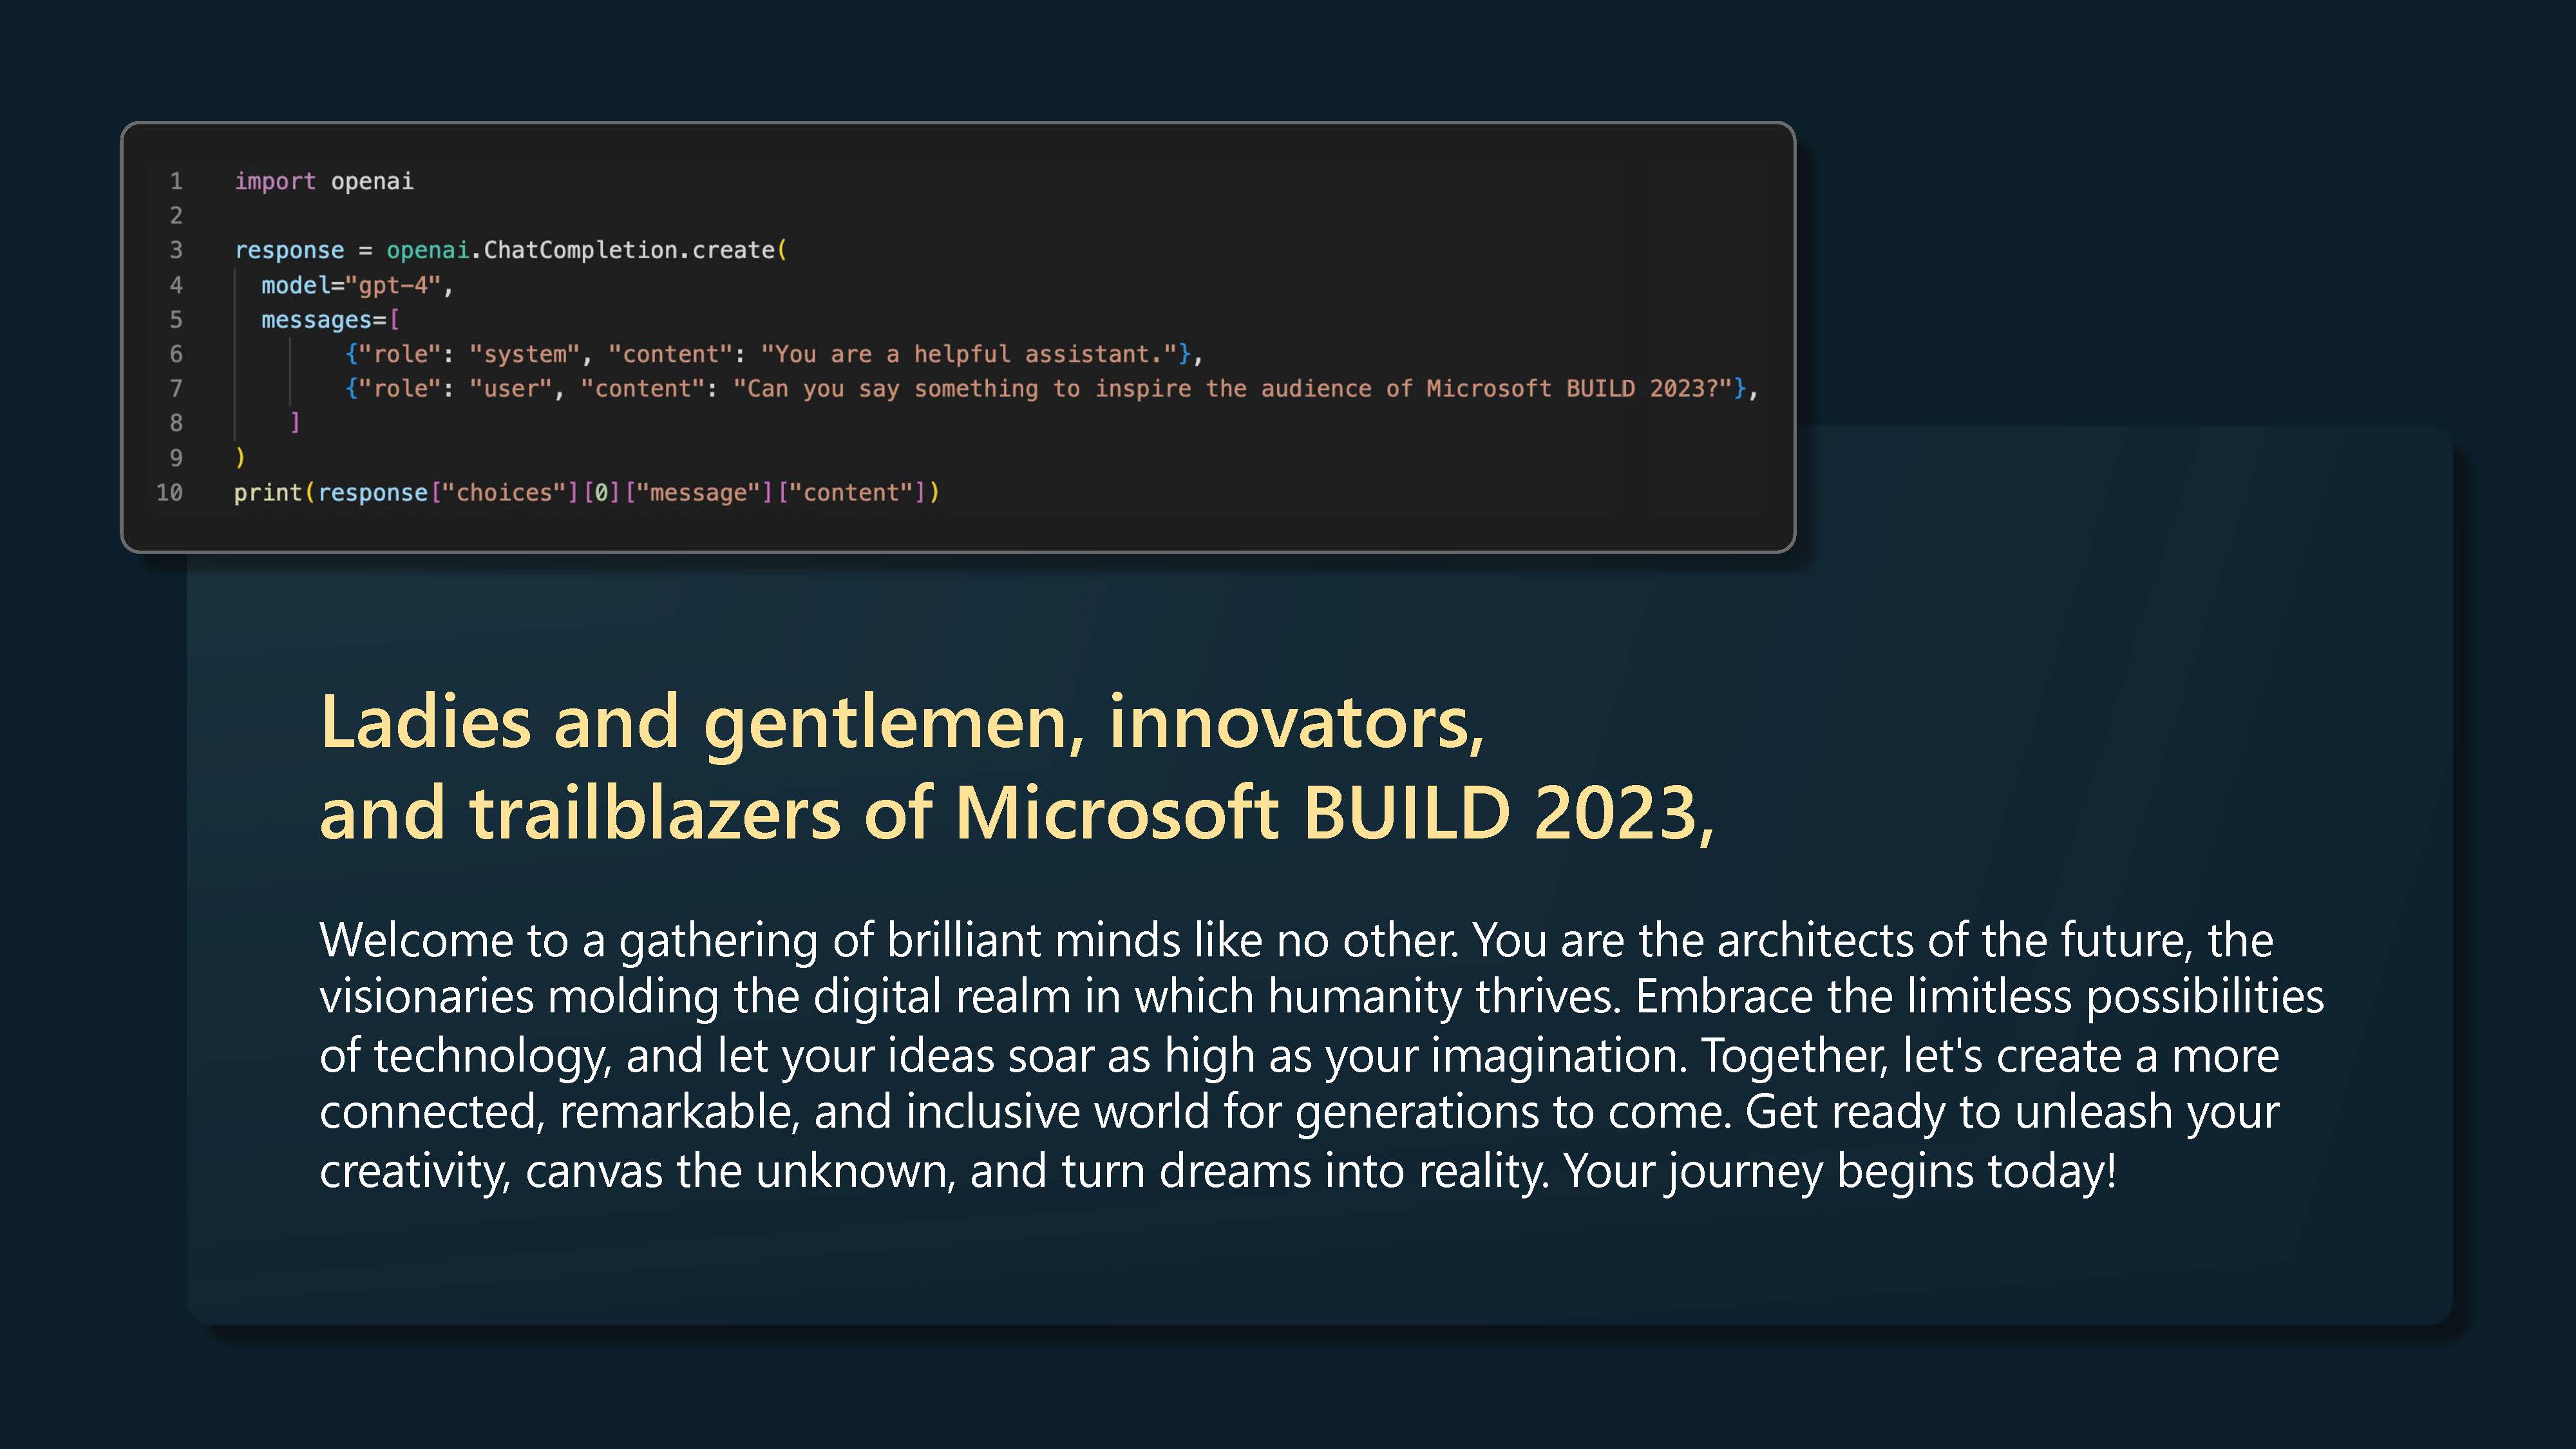 1 import openai
2
3 response = openai.ChatCompletion.create(
4 model="gpt-4",
5 messages=[
6 {"role": "system", "content": "You are a helpful assistant."},
7 {"role": "user", "content": "Can you say something to inspire the audience of Microsoft BUILD 2023?"},
8 ]
9 )
10 print(response["choices"][0]["message"]["content"])
Ladies and gentlemen, innovators,
and trailblazers of Microsoft BUILD 2023,
Welcome to a gathering of brilliant minds like no other. You are the architects of the future, the
visionaries molding the digital realm in which humanity thrives. Embrace the limitless possibilities
of technology, and let your ideas soar as high as your imagination. Together, let's create a more
connected, remarkable, and inclusive world for generations to come. Get ready to unleash your
creativity, canvas the unknown, and turn dreams into reality. Your journey begins today!